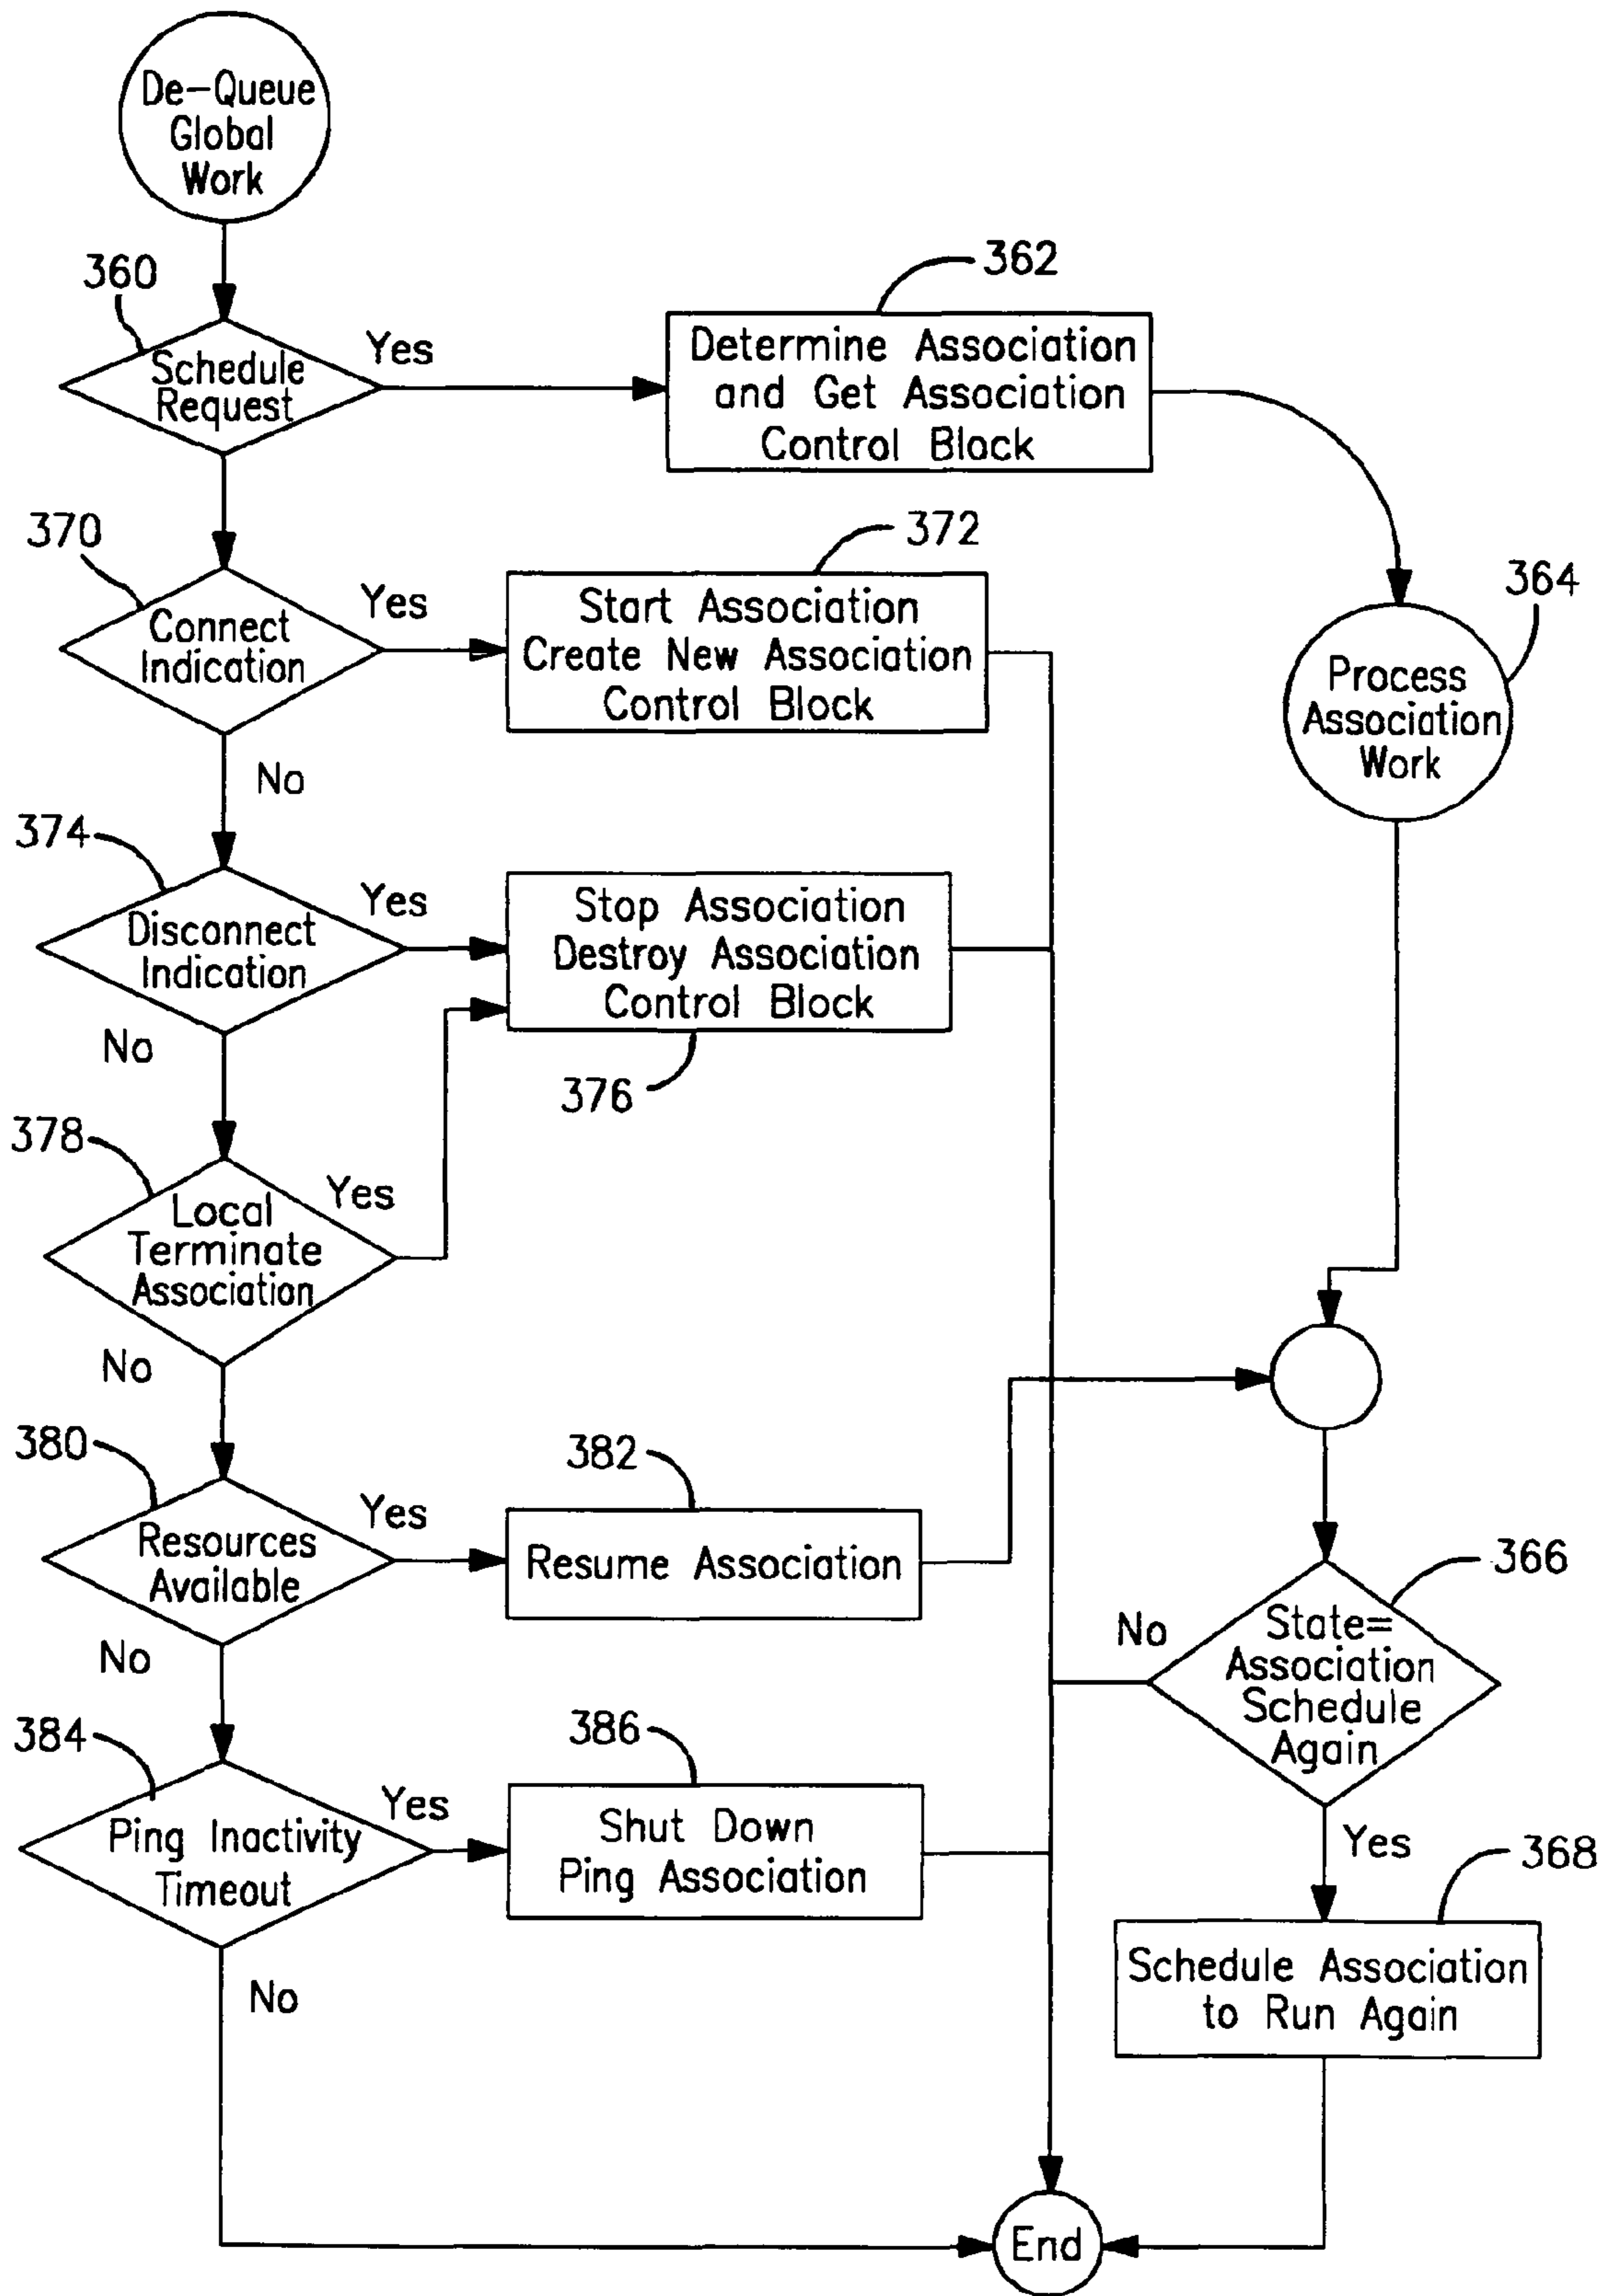 De-Queue
Global
Work
360
Schedule
Request
Yes
362
Determine Association
and Get Association
Control Block
370
Connect
Indication
Yes
372
Start Association
Create New Association
Control Block
364
Process
Association
Work
No
374
Disconnect
Indication
Yes
Stop Association
Destroy Association
Control Block
376
No
378
Local
Terminate
Association
Yes
No
380
Resources
Available
Yes
382
Resume Association
366
State=
Association
Schedule
Again
No
No
384
Ping Inactivity
Timeout
Yes
386
Shut Down
Ping Association
Yes
368
Schedule Association
to Run Again
No
End